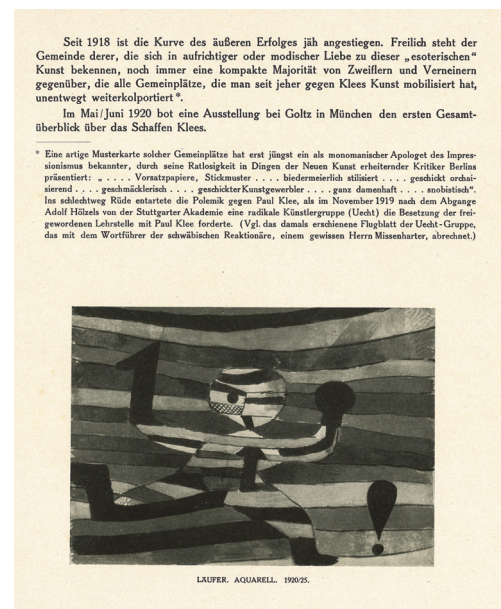 Seit 1918 ist die Kurve des äußeren Erfolges jäh angestiegen. Freilich steht der
Gemeinde derer, die sich in aufrichtiger oder modischer Liebe zu dieser „esoterischen“
Kunst bekennen, noch immer eine kompakte Majorität von Zweiflern und Verneinern
gegenüber, die alle Gemeinplätze, die man seit jeher gegen Klees Kunst mobilisiert hat,
unentwegt weiterkolportiert*.
Im Mai/Juni 1920 bot eine Ausstellung bei Goltz in München den ersten Gesamt-
überblick über das Schaffen Klees.
* Eine artige Musterkarte solcher Gemeinplätze hat erst jüngst ein als monomanischer Apologet des Impres-
sionismus bekannter, durch seine Ratlosigkeit in Dingen der Neuen Kunst erheiternder Kritiker Berlins
präsentiert: „ . . . . Vorsatzpapiere, Stickmuster . . . . biedermeierlich stilisiert . . . . geschickt orchai-
sierend . . . . geschmäcklerisch . . . . geschickter Kunstgewerbler . . . . ganz damenhaft . . . . snobistisch“.
Ins schlechtweg Rüde entartete die Polemik gegen Paul Klee, als im November 1919 nach dem Abgange
Adolf Hölzels von der Stuttgarter Akademie eine radikale Künstlergruppe (Uecht) die Besetzung der frei-
gewordenen Lehrstelle mit Paul Klee forderte. (Vgl. das damals erschienene Flugblatt der Uecht-Gruppe,
das mit dem Wortführer der schwäbischen Reaktionäre, einem gewissen Herrn Missenharter, abrechnet.)
LÄUFER. AQUARELL. 1920/25.